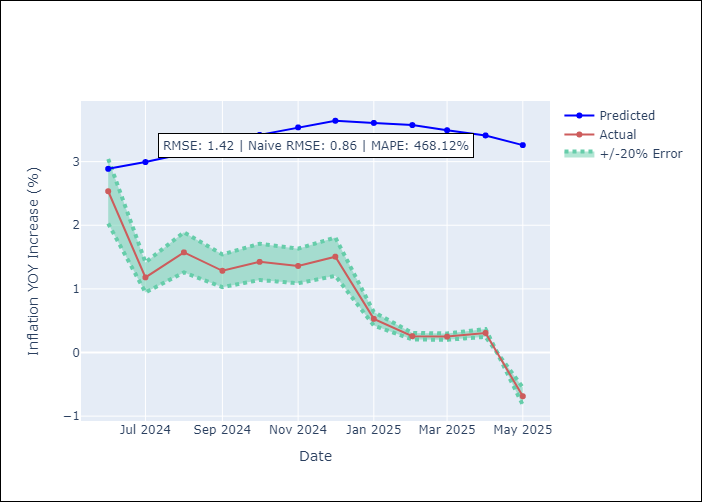 Predicted
Actual
+/-20% Error
RMSE: 1.42 | Naive RMSE: 0.86 | MAPE: 468.12%
Inflation YOY Increase (%)
3
2
1
0
−1
Jul 2024
Sep 2024
Nov 2024
Jan 2025
Mar 2025
May 2025
Date